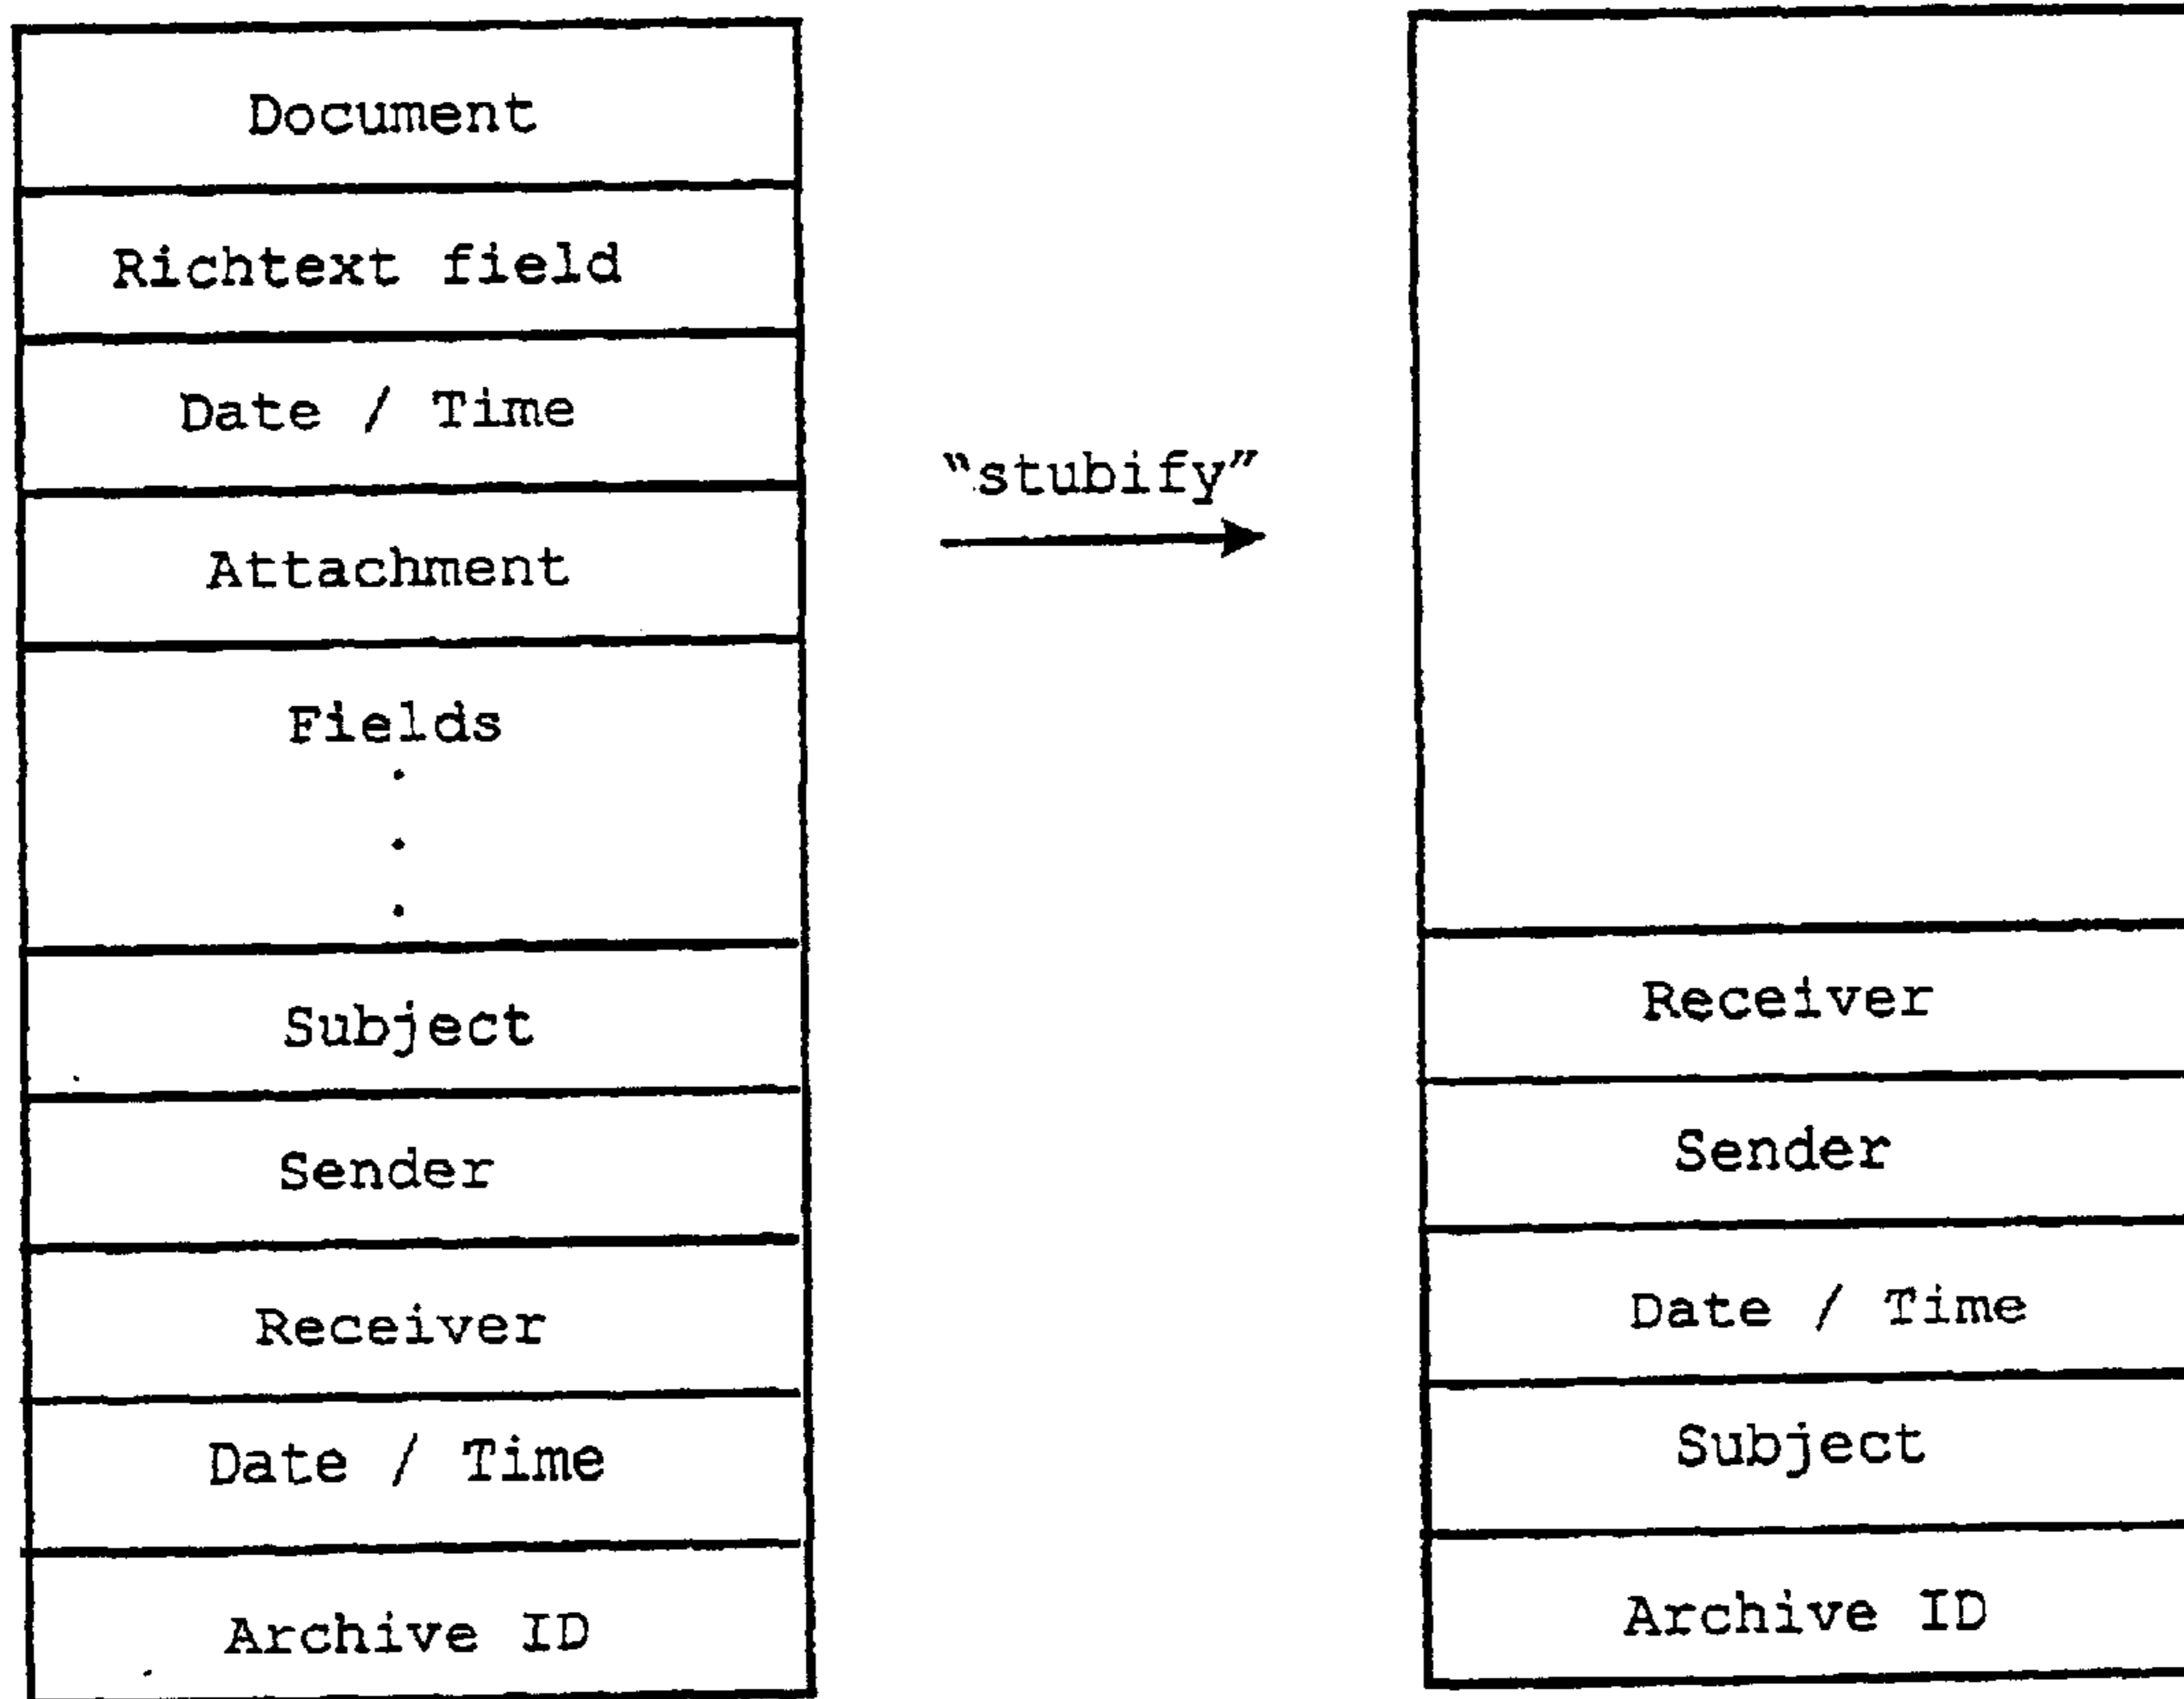 Document
Richtext field
Date / Time
Attachment
Fields
.
.
.
Subject
Sender
Receiver
Date / Time
Archive ID
“stubify”
Receiver
Sender
Date / Time
Subject
Archive ID